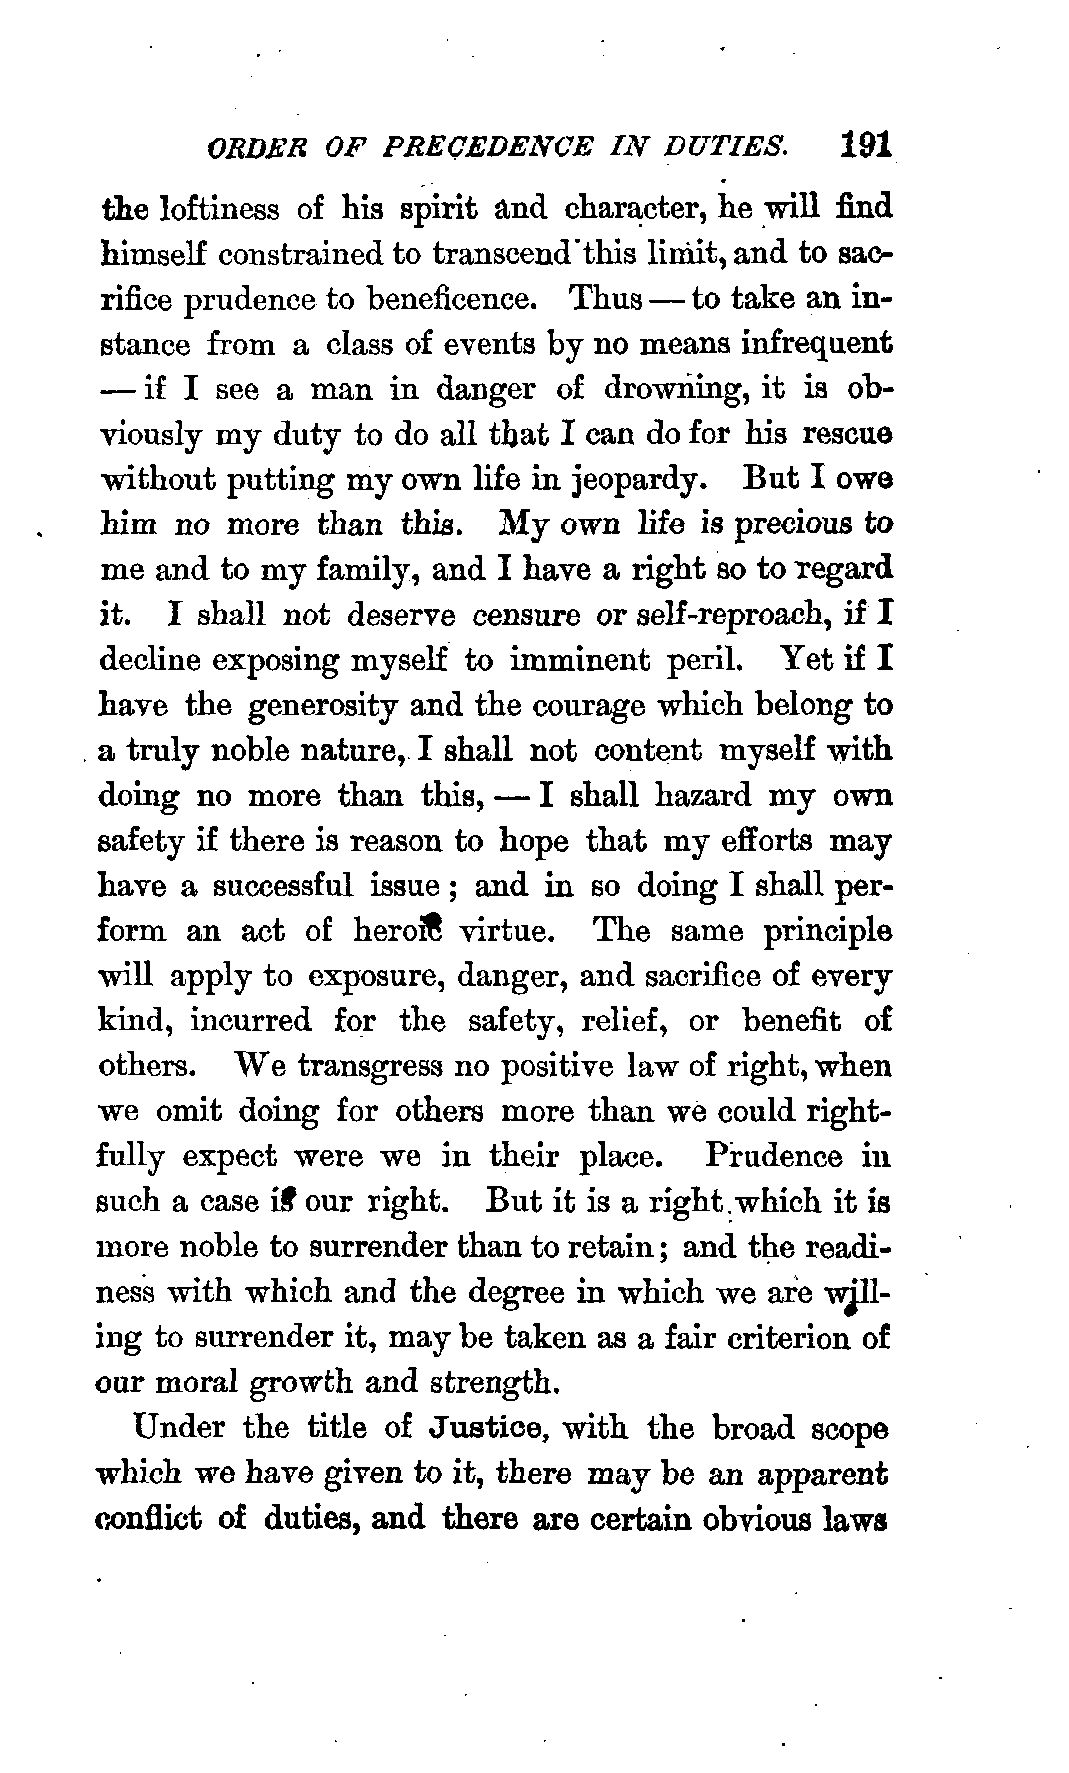 ORDER OF PRECEDENCE IN DUTIES. 191
the loftiness of his spirit and character, he will find
himself constrained to transcend this limit, and to sac-
rifice prudence to beneficence. Thus — to take an in-
stance from a class of events by no means infrequent
— if I see a man in danger of drowning, it is ob-
viously my duty to do all that I can do for his rescue
without putting my own life in jeopardy. But I owe
him no more than this. My own life is precious to
me and to my family, and I have a right so to regard
it. I shall not deserve censure or self-reproach, if I
decline exposing myself to imminent peril. Yet if I
have the generosity and the courage which belong to
a truly noble nature, I shall not content myself with
doing no more than this, — I shall hazard my own
safety if there is reason to hope that my efforts may
have a successful issue ; and in so doing I shall per-
form an act of heroic virtue. The same principle
will apply to exposure, danger, and sacrifice of every
kind, incurred for the safety, relief, or benefit of
others. We transgress no positive law of right, when
we omit doing for others more than we could right-
fully expect were we in their place. Prudence in
such a case is our right. But it is a right which it is
more noble to surrender than to retain ; and the readi-
ness with which and the degree in which we are will-
ing to surrender it, may be taken as a fair criterion of
our moral growth and strength.
Under the title of Justice, with the broad scope
which we have given to it, there may be an apparent
conflict of duties, and there are certain obvious laws